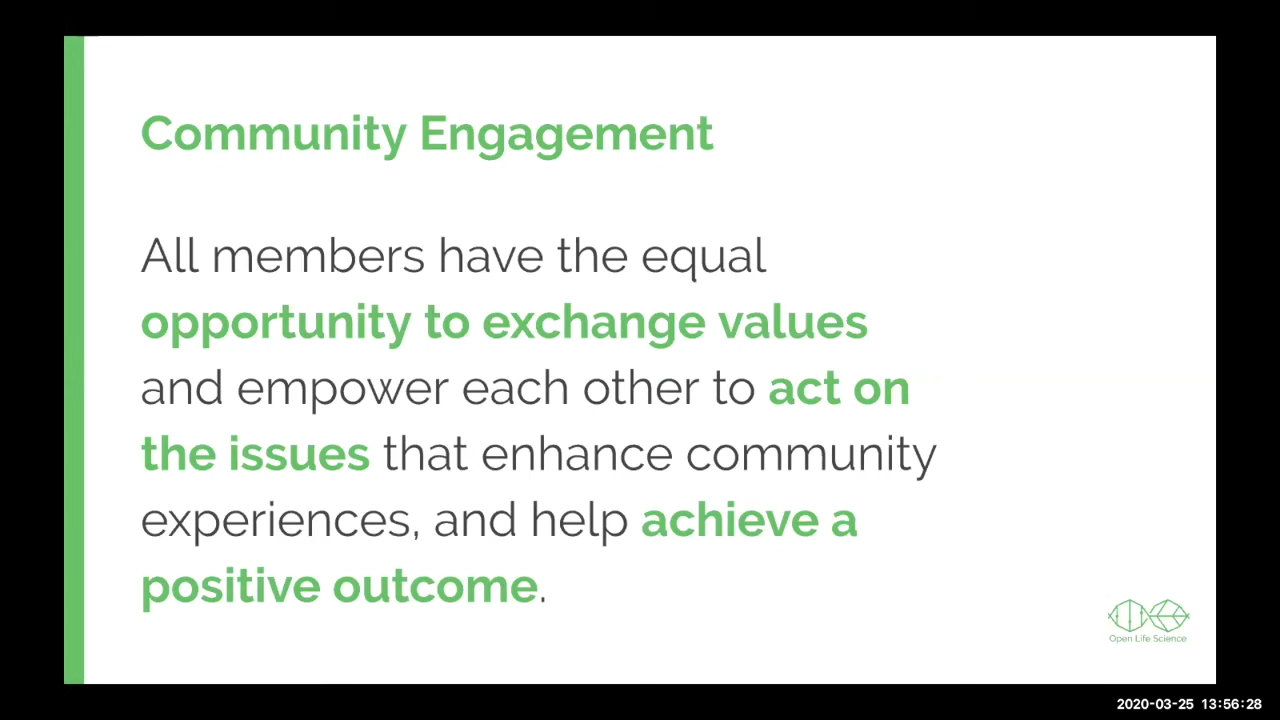 Community Engagement
All members have the equal
opportunity to exchange values
and empower each other to act on
the issues that enhance community
experiences, and help achieve a
positive outcome.
Open Life Science
2020-03-25 13:56:28